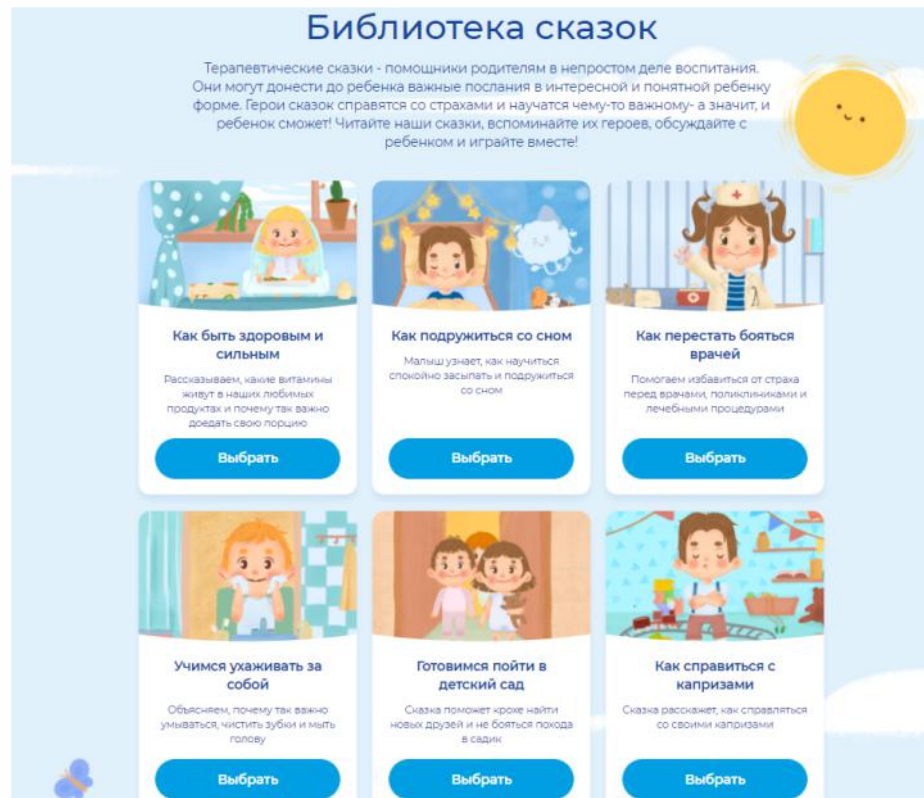 Библиотека сказок
Терапевтические сказки - помощники родителям в непростом деле воспитания.
Они могут донести до ребенка важные послания в интересной и понятной ребенку
форме. Герои сказок справятся со страхами и научатся чему-то важному- а значит, и
ребенок сможет! Читайте наши сказки, вспоминайте их героев, обсуждайте с
ребенком и играйте вместе!
Как быть здоровым и
сильным
Рассказываем, какие витамины
живут в наших любимых
продуктах и почему так важно
доедать свою порцию
Выбрать
Как подружиться со сном
Малыш узнает, как научиться
спокойно засыпать и подружиться
со сном
Выбрать
Как перестать бояться
врачей
Помогаем избавиться от страха
перед врачами, поликлиниками и
лечебными процедурами
Выбрать
Учимся ухаживать за
собой
Объясняем, почему так важно
умываться, чистить зубки и мыть
голову
Выбрать
Готовимся пойти в
детский сад
Сказка поможет крохе найти
новых друзей и не бояться похода
в садик
Выбрать
Как справиться с
капризами
Сказка расскажет, как справляться
со своими капризами
Выбрать